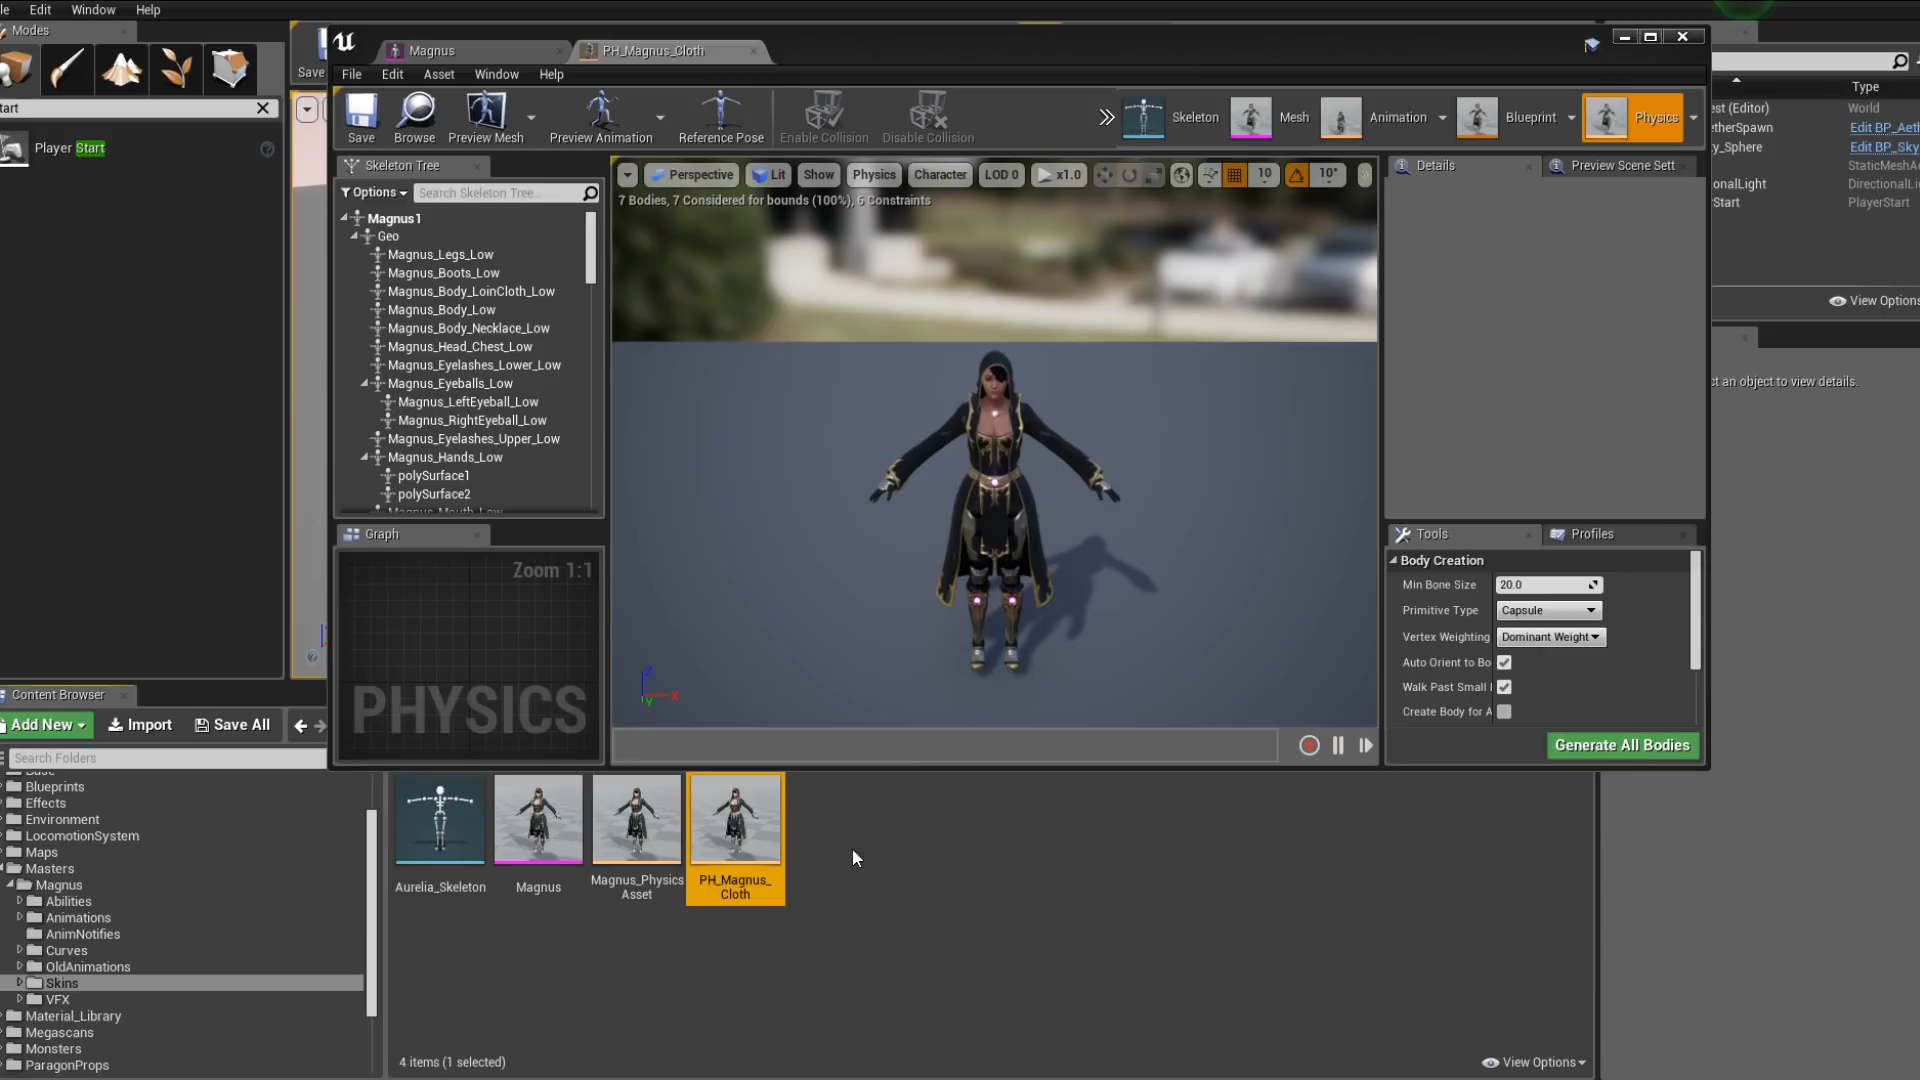 Edit Window Help
Modes
Save
tart
Player Start
Magnus
PH_Magnus_Cloth
File Edit Asset Window Help
Save
Browse
Preview Mesh
Preview Animation
Reference Pose
Enable Collision
Disable Collision
Skeleton
Mesh
Animation
Blueprint
Physics
Skeleton Tree
Options
Search Skeleton Tree...
Magnus1
Geo
Magnus_Legs_Low
Magnus_Boots_Low
Magnus_Body_LoinCloth_Low
Magnus_Body_Low
Magnus_Body_Necklace_Low
Magnus_Head_Chest_Low
Magnus_Eyelashes_Lower_Low
Magnus_Eyeballs_Low
Magnus_LeftEyeball_Low
Magnus_RightEyeball_Low
Magnus_Eyelashes_Upper_Low
Magnus_Hands_Low
polySurface1
polySurface2
Magnus_Mouth_Low
Graph
Zoom 1:1
PHYSICS
Perspective Lit Show Physics Character LOD 0 x1.0 10 10°
7 Bodies, 7 Considered for bounds (100%), 6 Constraints
Z
X
Y
Details
Preview Scene Sett
Tools
Profiles
Body Creation
Min Bone Size 20.0
Primitive Type Capsule
Vertex Weighting Dominant Weight
Auto Orient to Bo
Walk Past Small
Create Body for A
Generate All Bodies
Type
est (Editor) World
etherSpawn Edit BP_Aet
y_Sphere Edit BP_Sky
StaticMeshA
onalLight DirectionalLi
rStart PlayerStart
View Options
ct an object to view details.
Content Browser
Add New Import Save All
Search Folders
Base
Blueprints
Effects
Environment
LocomotionSystem
Maps
Masters
Magnus
Abilities
Animations
AnimNotifies
Curves
OldAnimations
Skins
VFX
Material_Library
Megascans
Monsters
ParagonProps
Aurelia_Skeleton
Magnus
Magnus_Physics
Asset
PH_Magnus_
Cloth
4 items (1 selected)
View Options